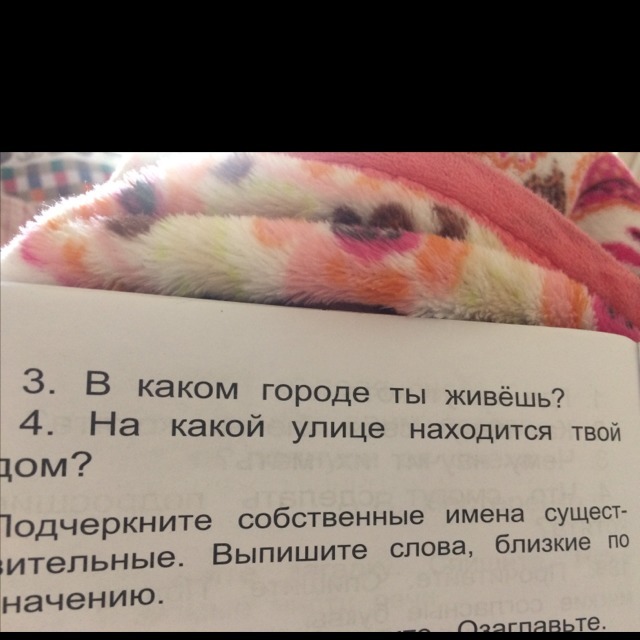 3. В каком городе ты живёшь?
4. На какой улице находится твой
дом?
Подчеркните собственные имена сущест-
вительные. Выпишите слова, близкие по
значению.
Озаглавьте.